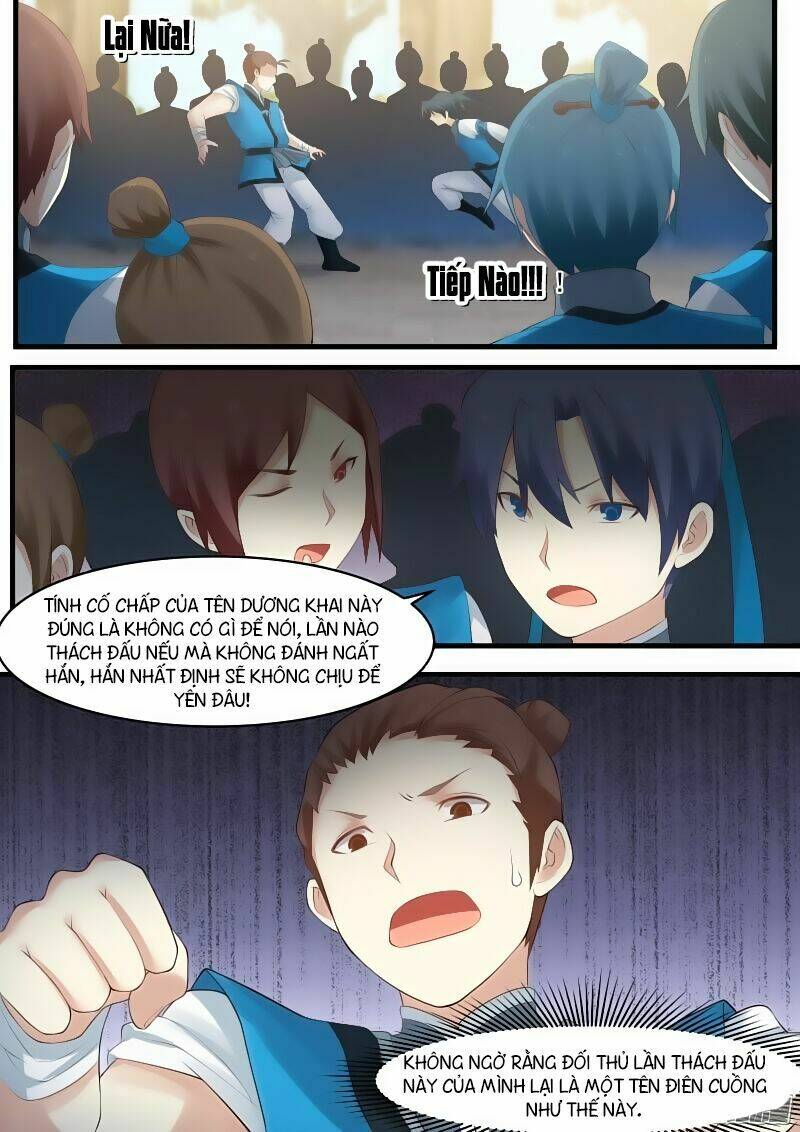 Lại Nữa!
Tiếp Nào!!! !
TÍNH CỐ CHẤP CỦA TÊN DƯƠNG KHAI NÀY
ĐÚNG LÀ KHÔNG CÓ GÌ ĐỂ NÓI, LẦN NÀO
THÁCH ĐẤU NẾU MÀ KHÔNG ĐÁNH NGẤT
HẮN, HẮN NHẤT ĐỊNH SẼ KHÔNG CHỊU ĐỂ
YÊN ĐÂU!
KHÔNG NGỜ RẰNG ĐỐI THỦ LẦN THÁCH ĐẤU
NÀY CỦA MÌNH LẠI LÀ MỘT TÊN ĐIÊN CUỒNG
NHƯ THẾ NÀY.